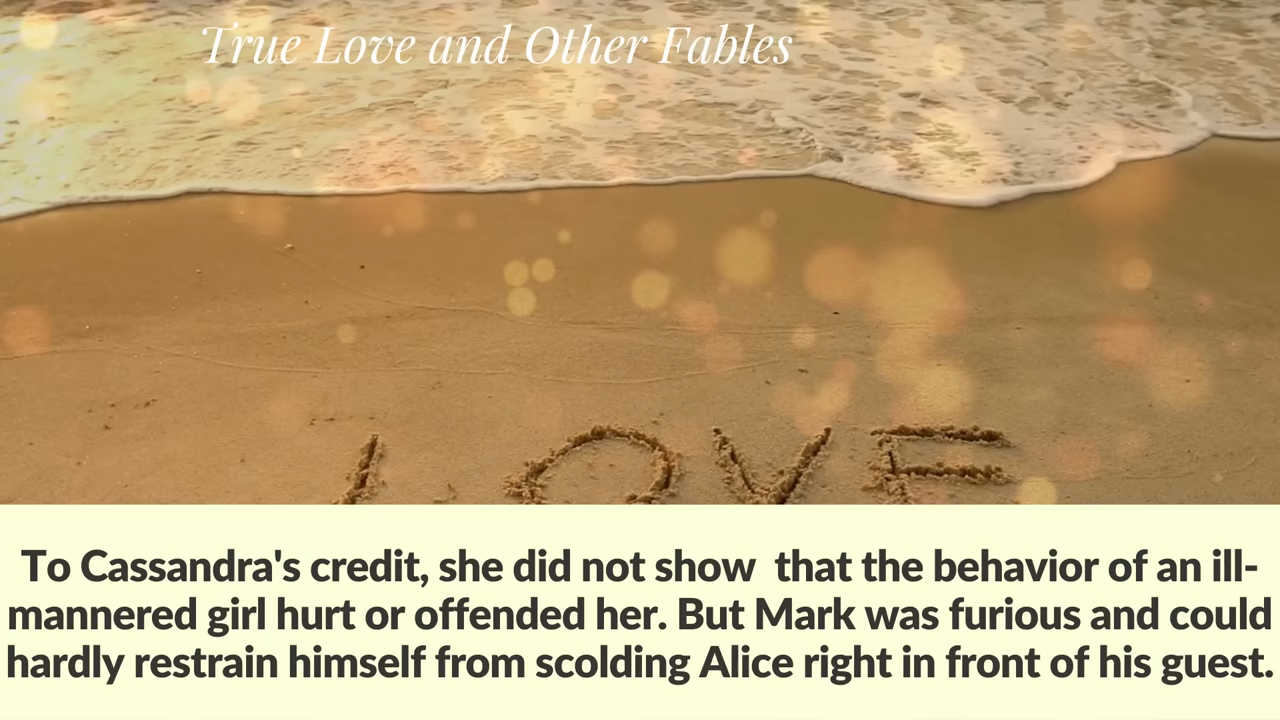 True Love and Other Fables
LOVE
To Cassandra's credit, she did not show  that the behavior of an ill-
mannered girl hurt or offended her. But Mark was furious and could
hardly restrain himself from scolding Alice right in front of his guest.